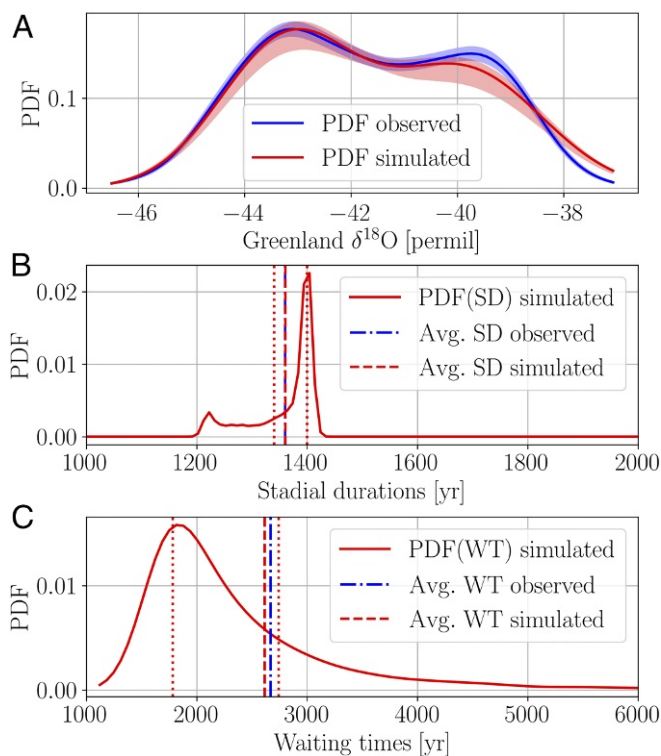 A
PDF
0.1
0.0
PDF observed
PDF simulated
−46 −44 −42 −40 −38
Greenland δ¹⁸O [permil]
B
PDF
0.02
0.01
0.00
PDF(SD) simulated
Avg. SD observed
Avg. SD simulated
1000 1200 1400 1600 1800 2000
Stadial durations [yr]
C
PDF
0.01
0.00
PDF(WT) simulated
Avg. WT observed
Avg. WT simulated
1000 2000 3000 4000 5000 6000
Waiting times [yr]